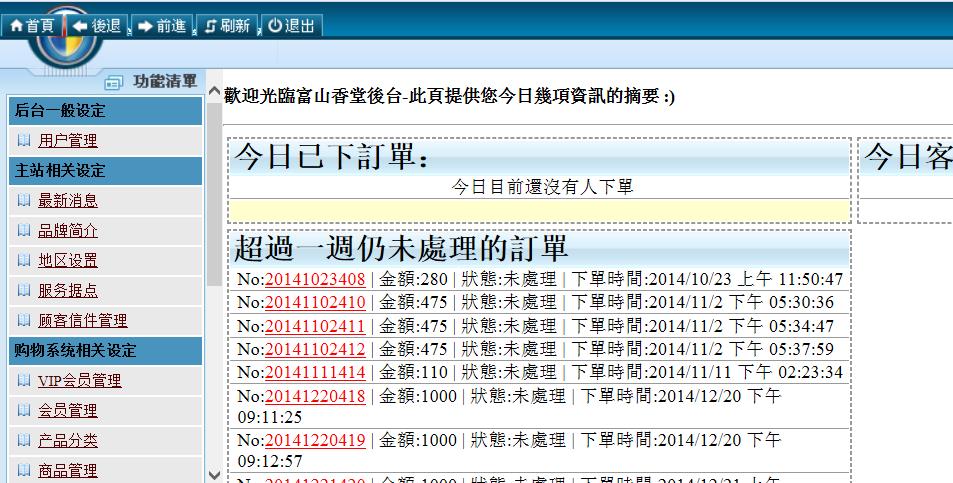 首頁 後退 前進 刷新 退出
功能清單
后台一般设定
用户管理
主站相关设定
最新消息
品牌简介
地区设置
服务据点
顾客信件管理
购物系统相关设定
VIP会员管理
会员管理
产品分类
商品管理
歡迎光臨富山香堂後台-此頁提供您今日幾項資訊的摘要 :)
今日已下訂單：
今日目前還沒有人下單
今日客
超過一週仍未處理的訂單
No:20141023408 | 金額:280 | 狀態:未處理 | 下單時間:2014/10/23 上午 11:50:47
No:20141102410 | 金額:475 | 狀態:未處理 | 下單時間:2014/11/2 下午 05:30:36
No:20141102411 | 金額:475 | 狀態:未處理 | 下單時間:2014/11/2 下午 05:34:47
No:20141102412 | 金額:475 | 狀態:未處理 | 下單時間:2014/11/2 下午 05:37:59
No:20141111414 | 金額:110 | 狀態:未處理 | 下單時間:2014/11/11 下午 02:23:34
No:20141220418 | 金額:1000 | 狀態:未處理 | 下單時間:2014/12/20 下午
09:11:25
No:20141220419 | 金額:1000 | 狀態:未處理 | 下單時間:2014/12/20 下午
09:12:57